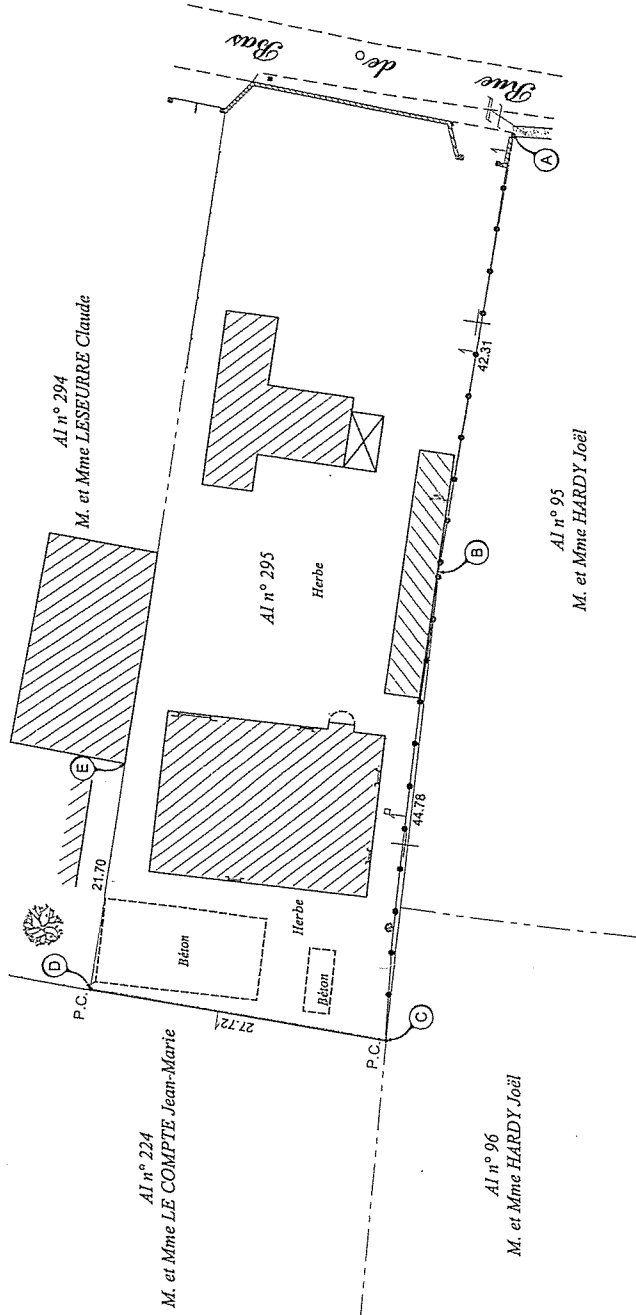 Rue
de
Bas
AI n° 294
M. et Mme LESEURRE Claude
E
21.70
D
P.C.
AI n° 295
Herbe
Herbe
Béton
Béton
27.72
AI n° 224
M. et Mme LE COMPTE Jean-Marie
P.C.
C
44.78
B
42.31
A
AI n° 95
M. et Mme HARDY Joël
AI n° 96
M. et Mme HARDY Joël